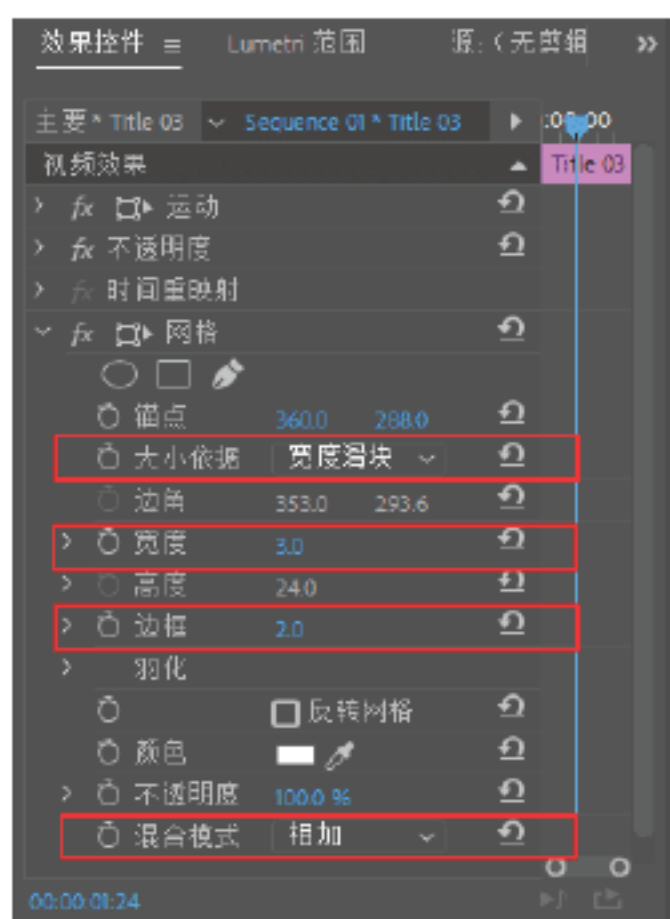 效果控件 ≡ Lumetri 范围 源:（无剪辑 »
主要 * Title 03 Sequence 01 * Title 03 :00:00
视频效果 Title 03
fx 运动
fx 不透明度
fx 时间重映射
fx 网格
锚点 360.0 288.0
大小依据 宽度滑块
边角 353.0 293.6
宽度 3.0
高度 24.0
边框 2.0
羽化
反转网格
颜色
不透明度 100.0 %
混合模式 相加
00:00:01:24